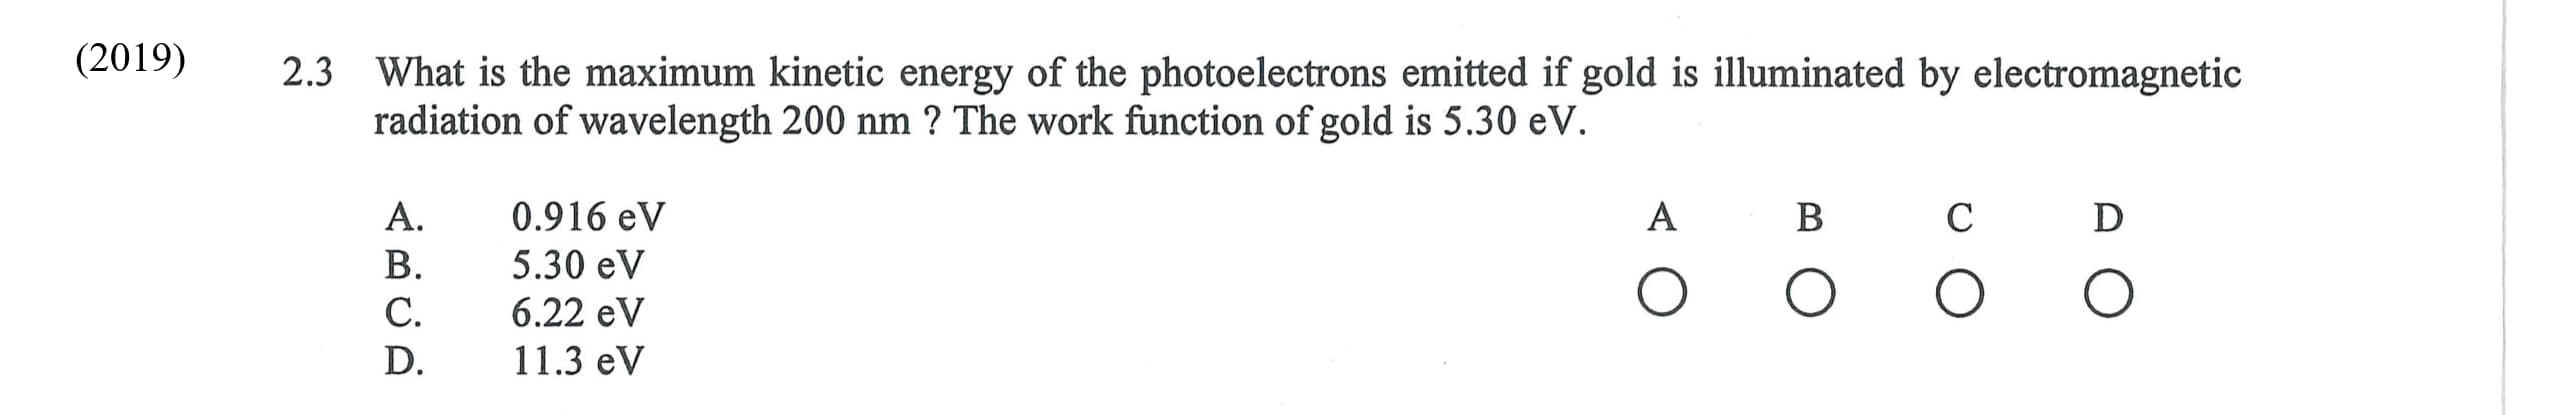 (2019)
2.3 What is the maximum kinetic energy of the photoelectrons emitted if gold is illuminated by electromagnetic
radiation of wavelength 200 nm ? The work function of gold is 5.30 eV.
A. 0.916 eV
B. 5.30 eV
C. 6.22 eV
D. 11.3 eV
A B C D